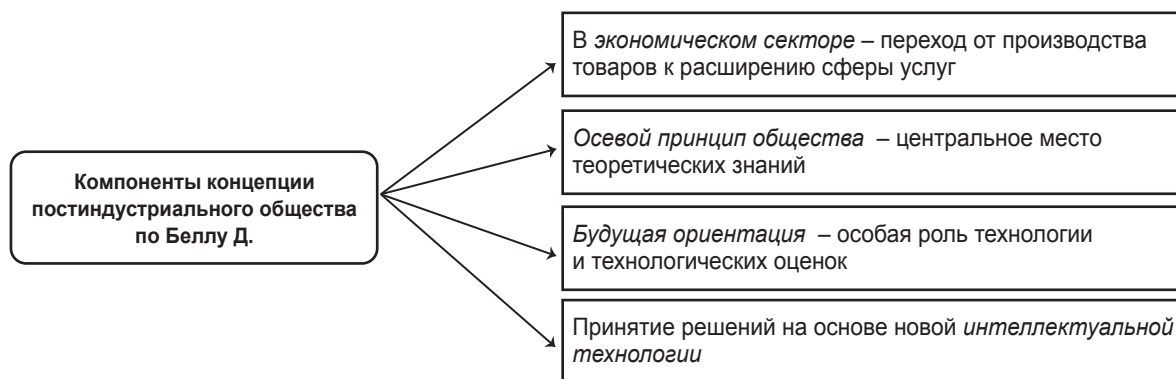 Компоненты концепции
постиндустриального общества
по Беллу Д.
В экономическом секторе – переход от производства
товаров к расширению сферы услуг
Осевой принцип общества – центральное место
теоретических знаний
Будущая ориентация – особая роль технологии
и технологических оценок
Принятие решений на основе новой интеллектуальной
технологии